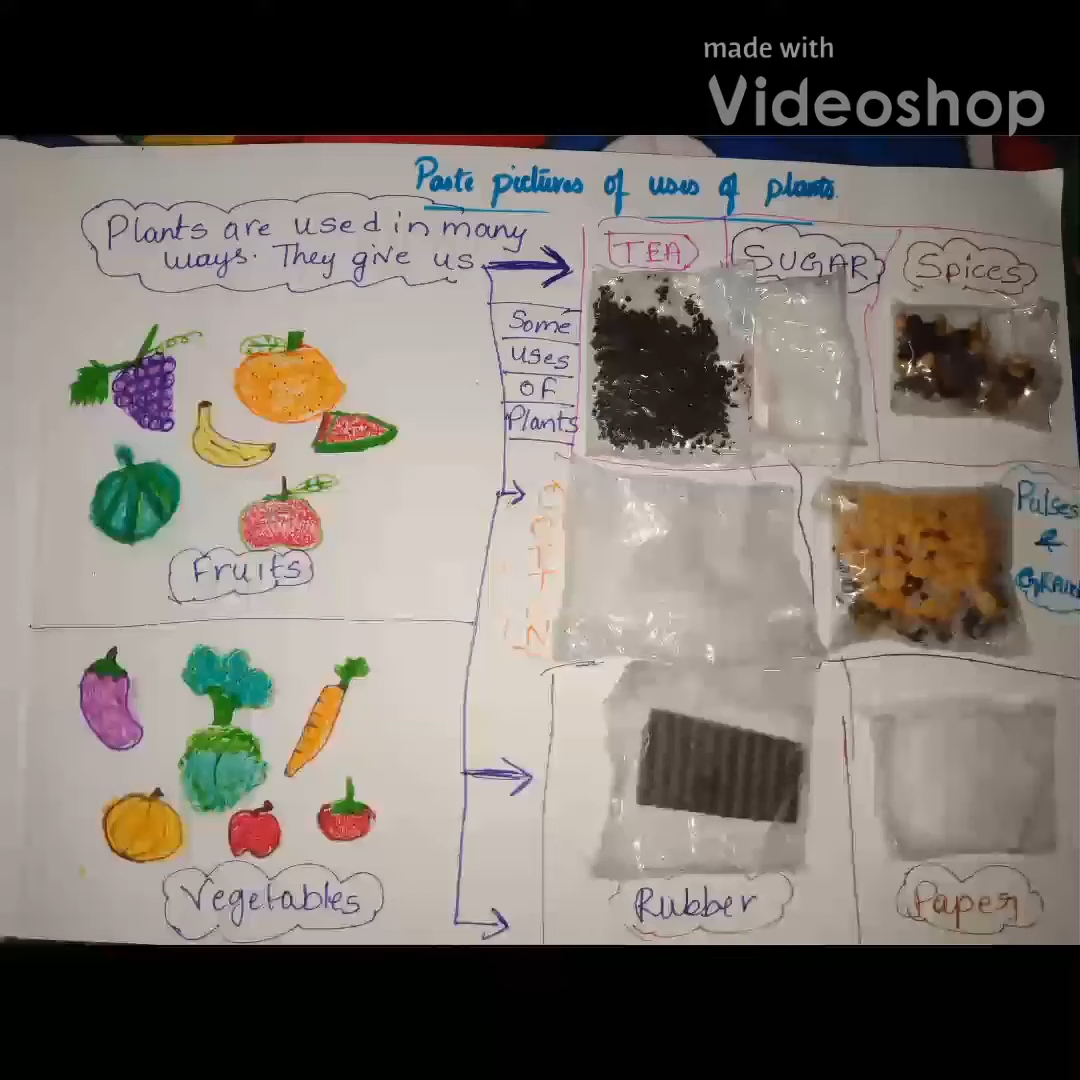 made with
Videoshop
Paste pictures of uses of plants.
Plants are used in many
ways. They give us
TEA
SUGAR
Spices
Some
uses
of
Plants
Pulses
&
Fruits
Vegetables
Rubber
Paper